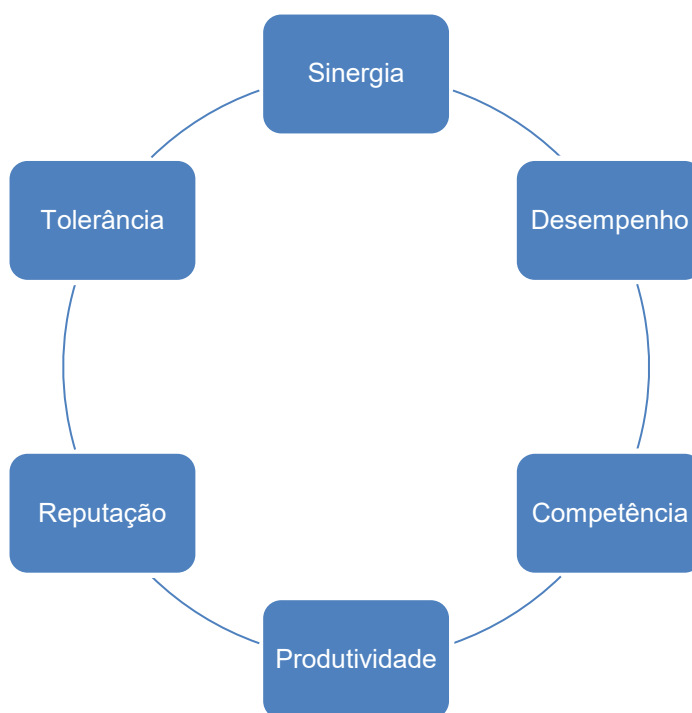 Sinergia
Desempenho
Competência
Produtividade
Reputação
Tolerância